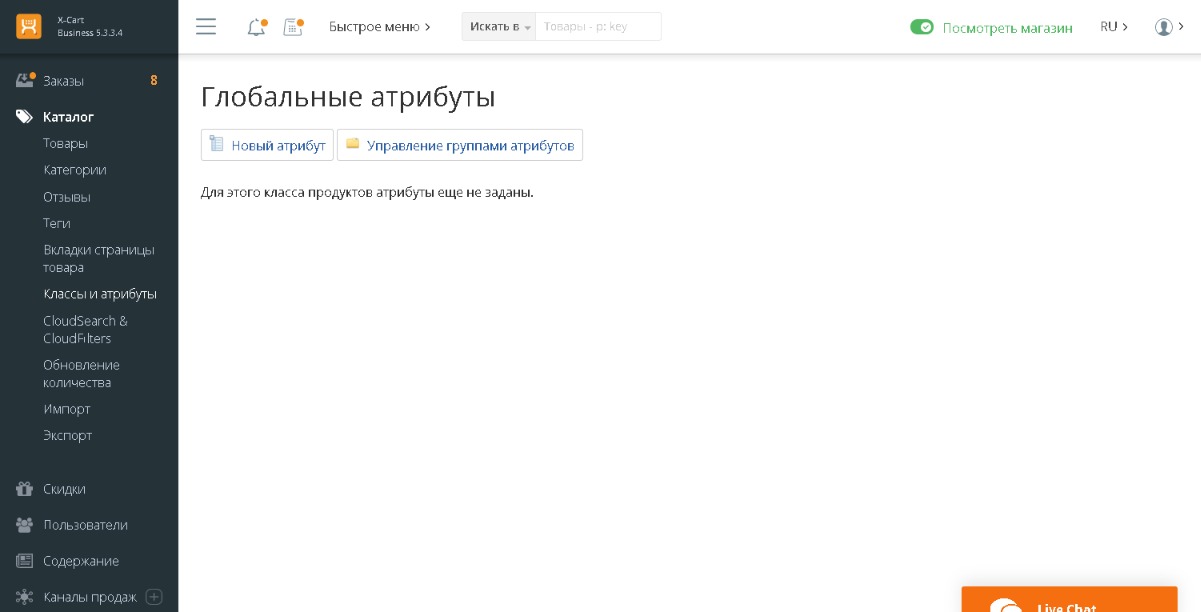 X-Cart
Business 5.3.3.4
Быстрое меню
Искать в
Товары - p: key
Посмотреть магазин
RU
Заказы 8
Каталог
Товары
Категории
Отзывы
Теги
Вкладки страницы
товара
Классы и атрибуты
CloudSearch &
CloudFilters
Обновление
количества
Импорт
Экспорт
Скидки
Пользователи
Содержание
Каналы продаж
Глобальные атрибуты
Новый атрибут
Управление группами атрибутов
Для этого класса продуктов атрибуты еще не заданы.
Live Chat